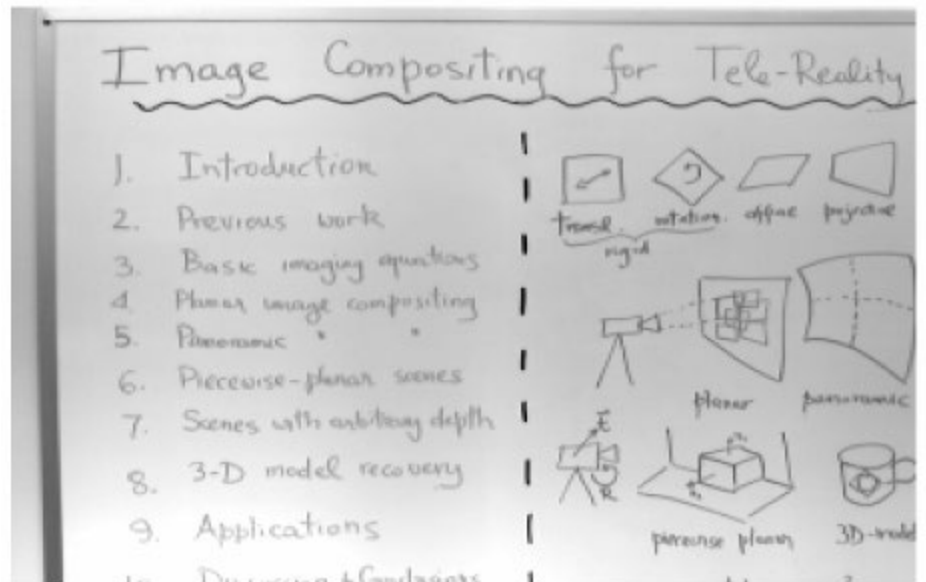 Image Compositing for Tele-Reality
1. Introduction
2. Previous work
3. Basic imaging equations
4. Planar image compositing
5. Panoramic " "
6. Piecewise-planar scenes
7. Scenes with arbitrary depth
8. 3-D model recovery
9. Applications
Discussion + Conclusions
transl. rotation. affine projective
rigid
planar panoramic
t
R
piecewise planar 3D-model